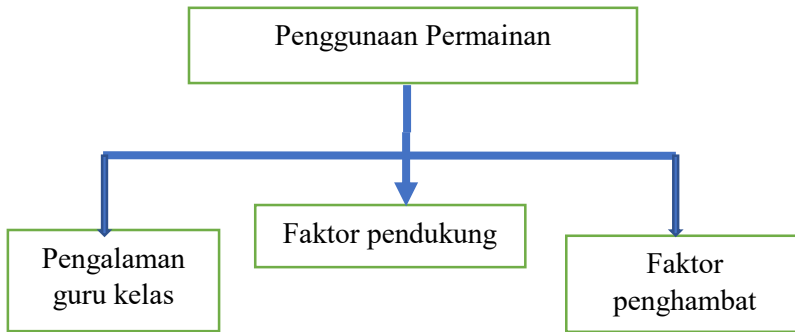 Penggunaan Permainan
Pengalaman
guru kelas
Faktor pendukung
Faktor
penghambat